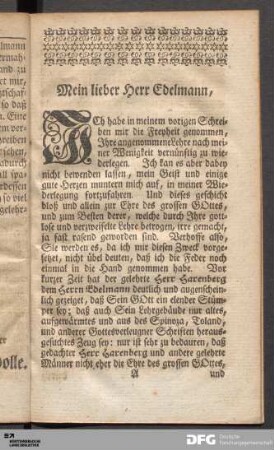 Mein lieber Herr Edelmann,
Ich habe in meinem vorigen Schrei-
ben mir die Freyheit genommen,
Ihre angenommene Lehre nach mei-
ner Wenigkeit vernünftig zu wie-
derlegen. Ich kan es aber dabey
nicht bewenden lassen, mein Geist und einige
gute Hertzen muntern mich auf, in meiner Wie-
derlegung fortzufahren. Und dieses geschicht
bloß und allein zur Ehre des grossen GOttes,
und zum Besten derer, welche durch Ihre gott-
lose und verzweifelte Lehre betrogen, irre gemacht,
ja fast rasend geworden sind. Verhoffe also,
Sie werden es, da ich mir diesen Zweck vorge-
setzet, nicht übel deuten, daß ich die Feder noch
einmal in die Hand genommen habe. Vor
kurzer Zeit hat der gelehrte Herr Harenberg
dem Herrn Edelmann deutlich und augenschein-
lich gezeiget, daß Sein GOtt ein elender Stüm-
per sey; daß auch Sein Lehrgebäude nur altes,
aufgewärmtes und aus des Spinoza, Toland,
und anderer Gottesverleugner Schriften heraus-
gesuchtes Zeug sey: nur ist sehr zu bedauren, daß
gedachter Herr Harenberg und andere gelehrte
Männer nicht eher die Ehre des grossen GOttes,
A und
DFG